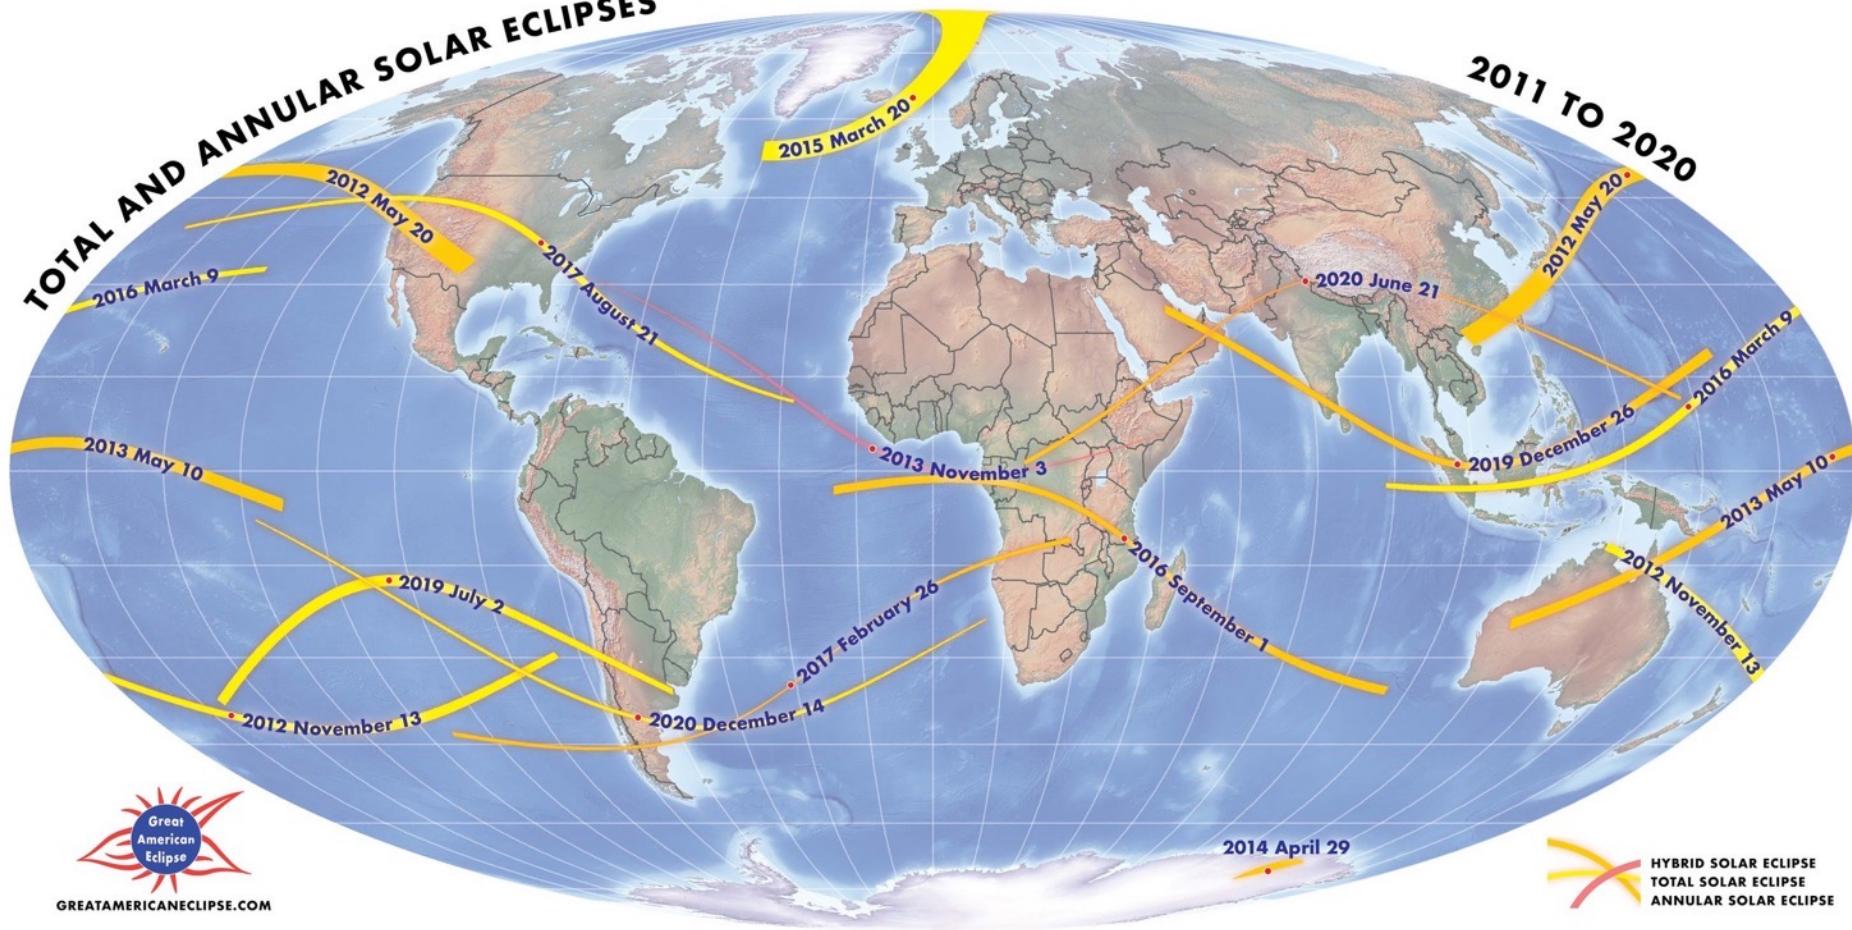 TOTAL AND ANNULAR SOLAR ECLIPSES
2011 TO 2020
2015 March 20
2012 May 20
2012 May 20
2017 August 21
2016 March 9
2020 June 21
2016 March 9
2019 December 26
2013 May 10
2013 November 3
2013 May 10
2016 September 1
2012 November 13
2019 July 2
2017 February 26
2020 December 14
2012 November 13
2014 April 29
Great
American
Eclipse
GREATAMERICANECLIPSE.COM
HYBRID SOLAR ECLIPSE
TOTAL SOLAR ECLIPSE
ANNULAR SOLAR ECLIPSE